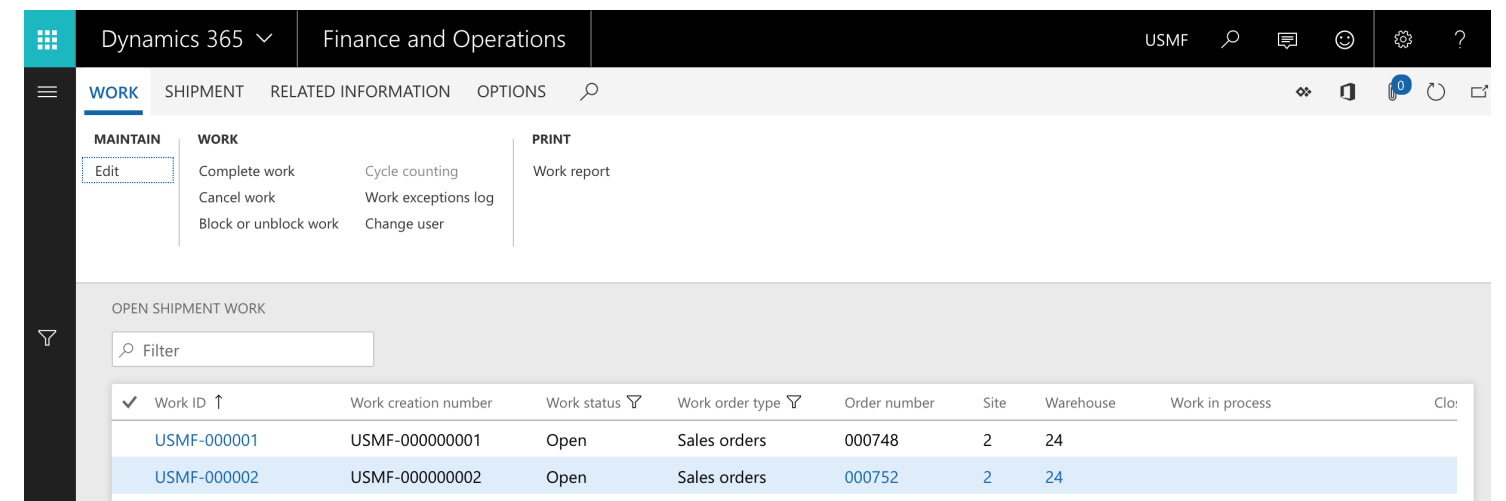 Dynamics 365 Finance and Operations USMF ?
WORK SHIPMENT RELATED INFORMATION OPTIONS 0
MAINTAIN WORK PRINT
Edit Complete work Cycle counting Work report
Cancel work Work exceptions log
Block or unblock work Change user
OPEN SHIPMENT WORK
Filter
Work ID ↑ Work creation number Work status Work order type Order number Site Warehouse Work in process Clo
USMF-000001 USMF-000000001 Open Sales orders 000748 2 24
USMF-000002 USMF-000000002 Open Sales orders 000752 2 24